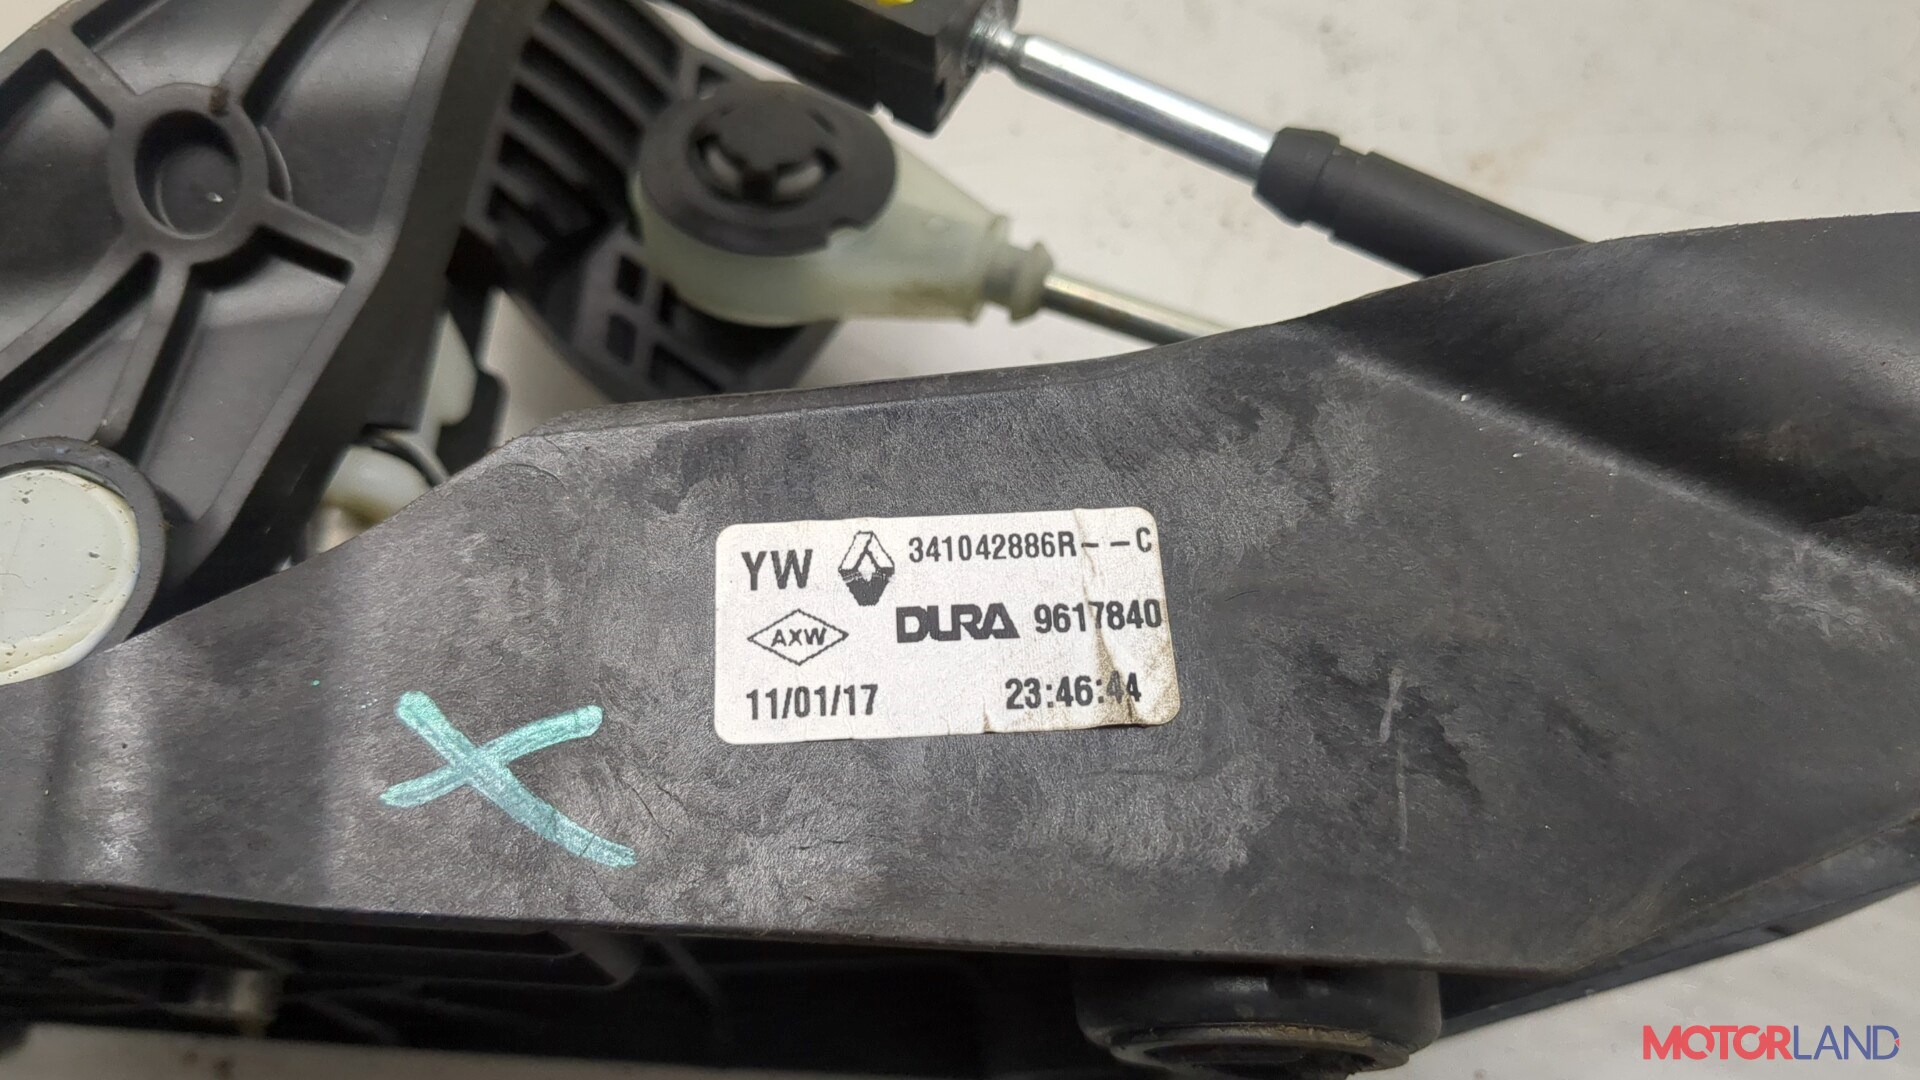 YW 341042886R--C
AXW DURA 9617840
11/01/17 23:46:44
MOTORLAND